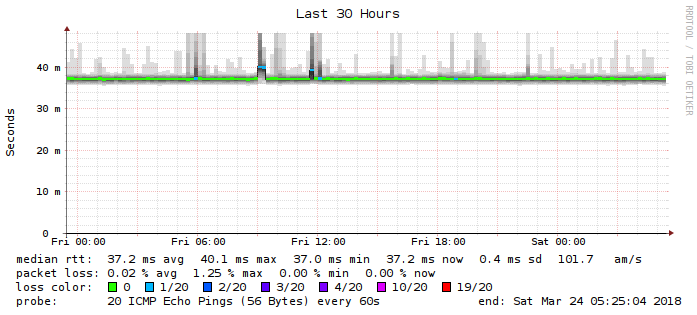 Last 30 Hours
RRDTOOL / TOBI OETIKER
Seconds
40 m
30 m
20 m
10 m
0
Fri 00:00 Fri 06:00 Fri 12:00 Fri 18:00 Sat 00:00
median rtt: 37.2 ms avg 40.1 ms max 37.0 ms min 37.2 ms now 0.4 ms sd 101.7 am/s
packet loss: 0.02 % avg 1.25 % max 0.00 % min 0.00 % now
loss color: 0 1/20 2/20 3/20 4/20 10/20 19/20
probe: 20 ICMP Echo Pings (56 Bytes) every 60s end: Sat Mar 24 05:25:04 2018